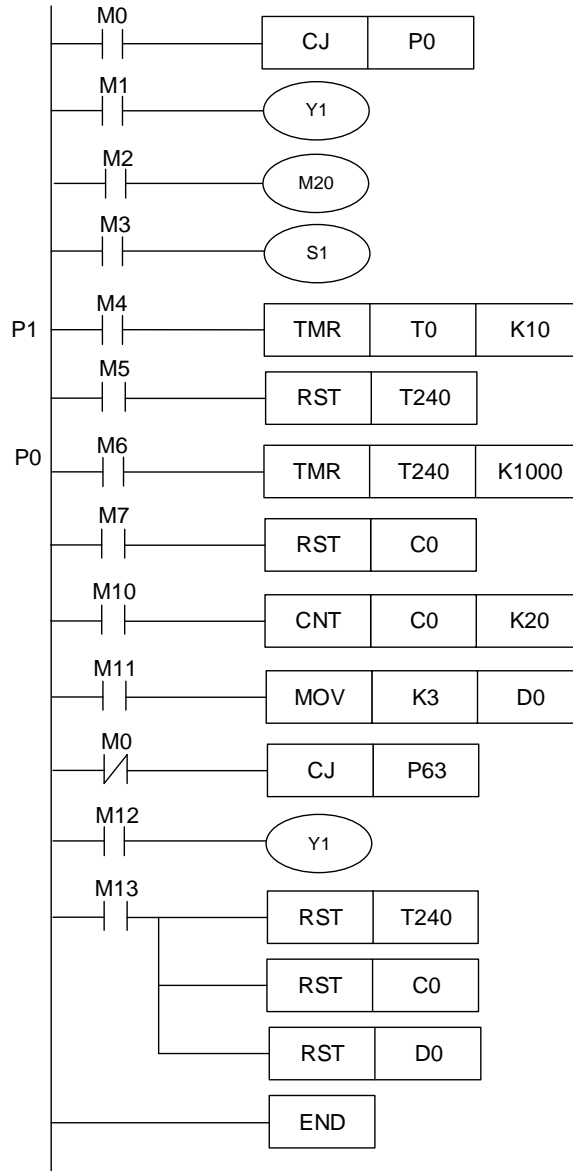 M0
CJ P0
M1
Y1
M2
M20
M3
S1
M4
P1 TMR T0 K10
M5
RST T240
P0 M6
TMR T240 K1000
M7
RST C0
M10
CNT C0 K20
M11
MOV K3 D0
M0
CJ P63
M12
Y1
M13
RST T240
RST C0
RST D0
END